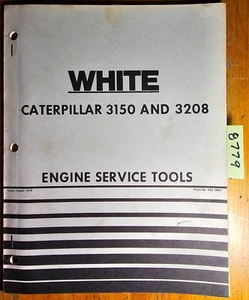 WHITE
CATERPILLAR 3150 AND 3208
ENGINE SERVICE TOOLS
8779